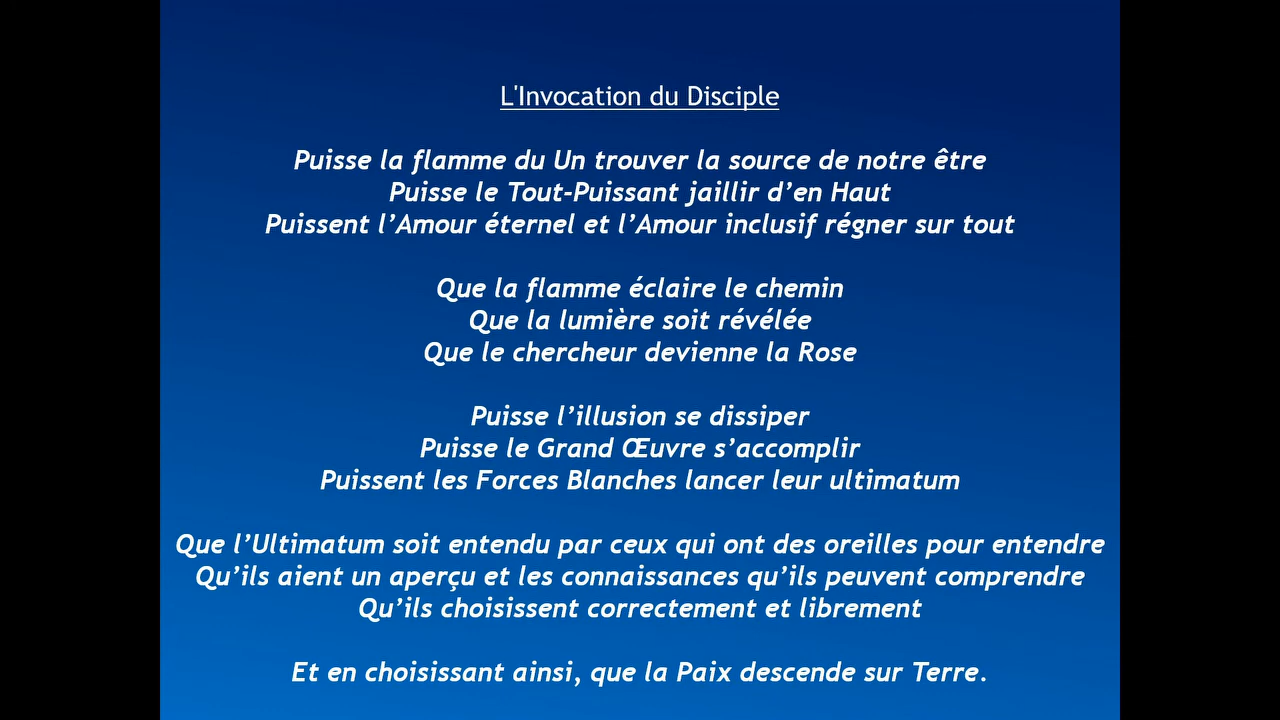 L'Invocation du Disciple
Puisse la flamme du Un trouver la source de notre être
Puisse le Tout-Puissant jaillir d’en Haut
Puissent l’Amour éternel et l’Amour inclusif régner sur tout
Que la flamme éclaire le chemin
Que la lumière soit révélée
Que le chercheur devienne la Rose
Puisse l’illusion se dissiper
Puisse le Grand Œuvre s’accomplir
Puissent les Forces Blanches lancer leur ultimatum
Que l’Ultimatum soit entendu par ceux qui ont des oreilles pour entendre
Qu’ils aient un aperçu et les connaissances qu’ils peuvent comprendre
Qu’ils choisissent correctement et librement
Et en choisissant ainsi, que la Paix descende sur Terre.